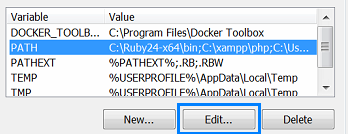 Variable Value
DOCKER_TOOLB... C:\Program Files\Docker Toolbox
PATH C:\Ruby24-x64\bin;C:\xampp\php;C:\Us...
PATHEXT %PATHEXT%;.RB;.RBW
TEMP %USERPROFILE%\AppData\Local\Temp
TMP %USERPROFILE%\AppData\Local\Temp
New... Edit... Delete